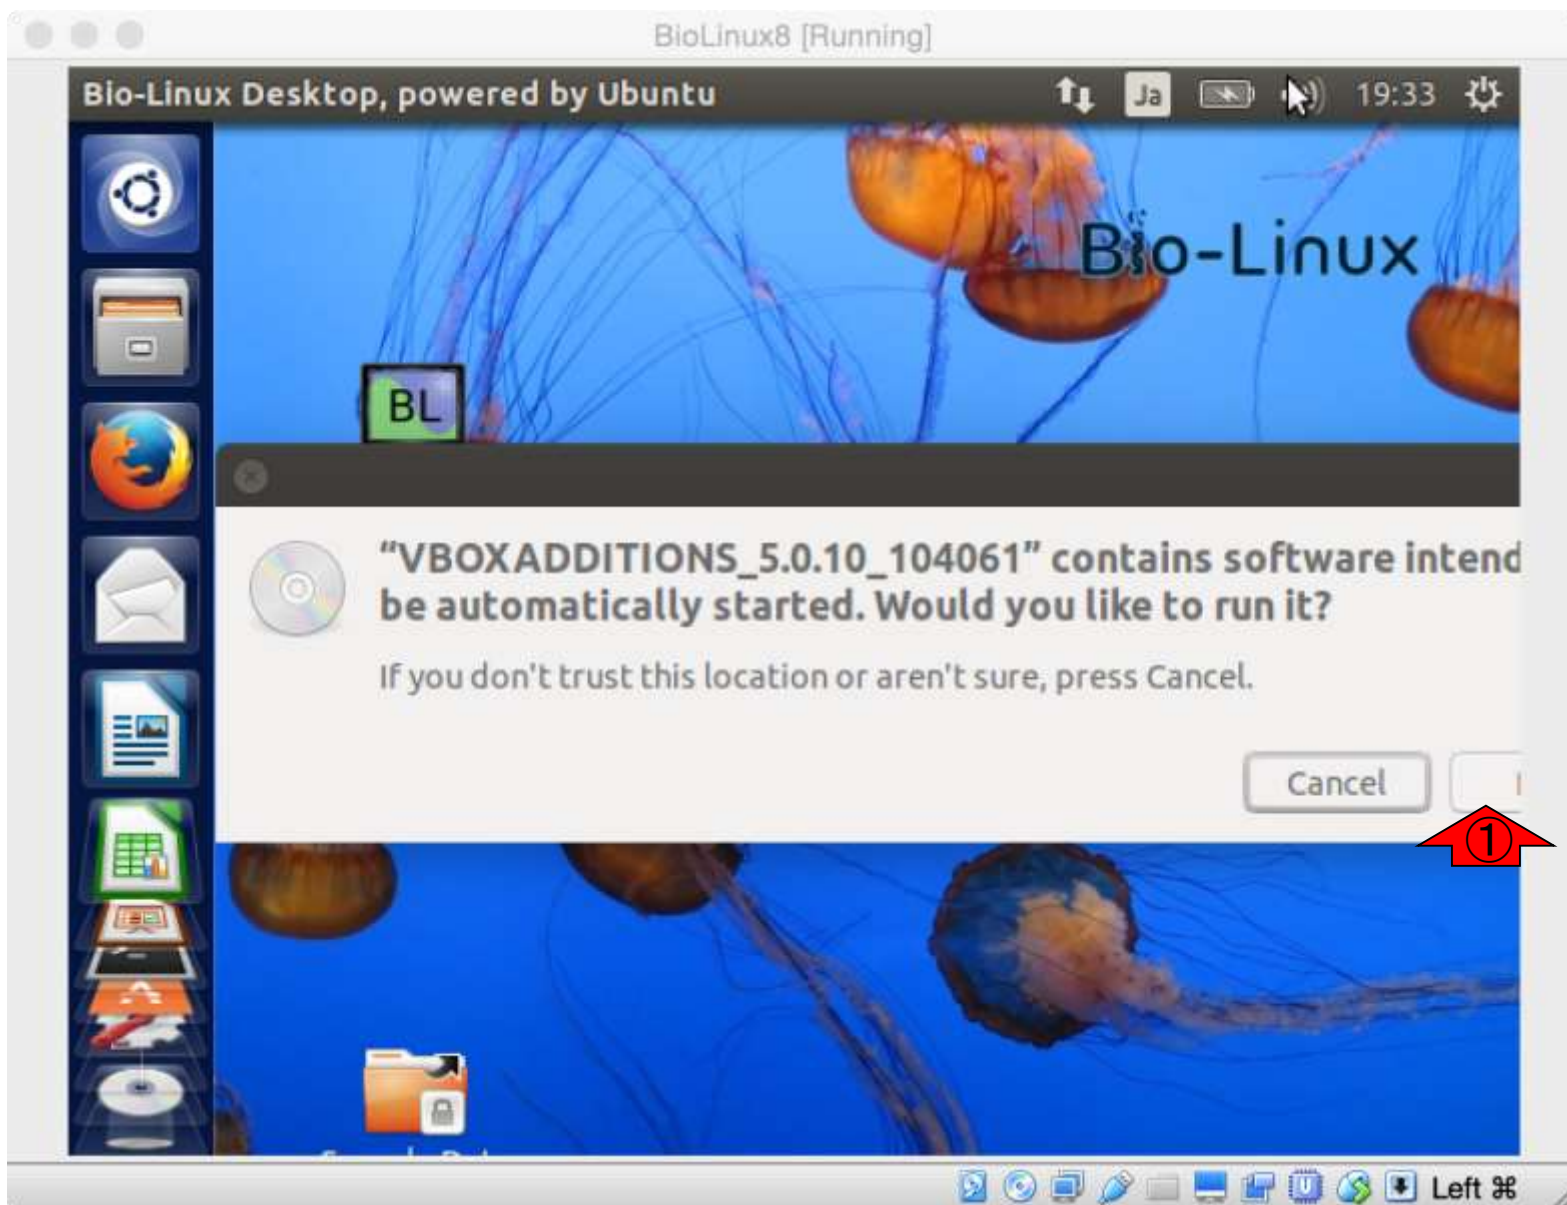 BioLinux8 [Running]
Bio-Linux Desktop, powered by Ubuntu
Ja
19:33
Bio-Linux
BL
“VBOXADDITIONS_5.0.10_104061” contains software intend
be automatically started. Would you like to run it?
If you don't trust this location or aren't sure, press Cancel.
Cancel
①
Left ⌘